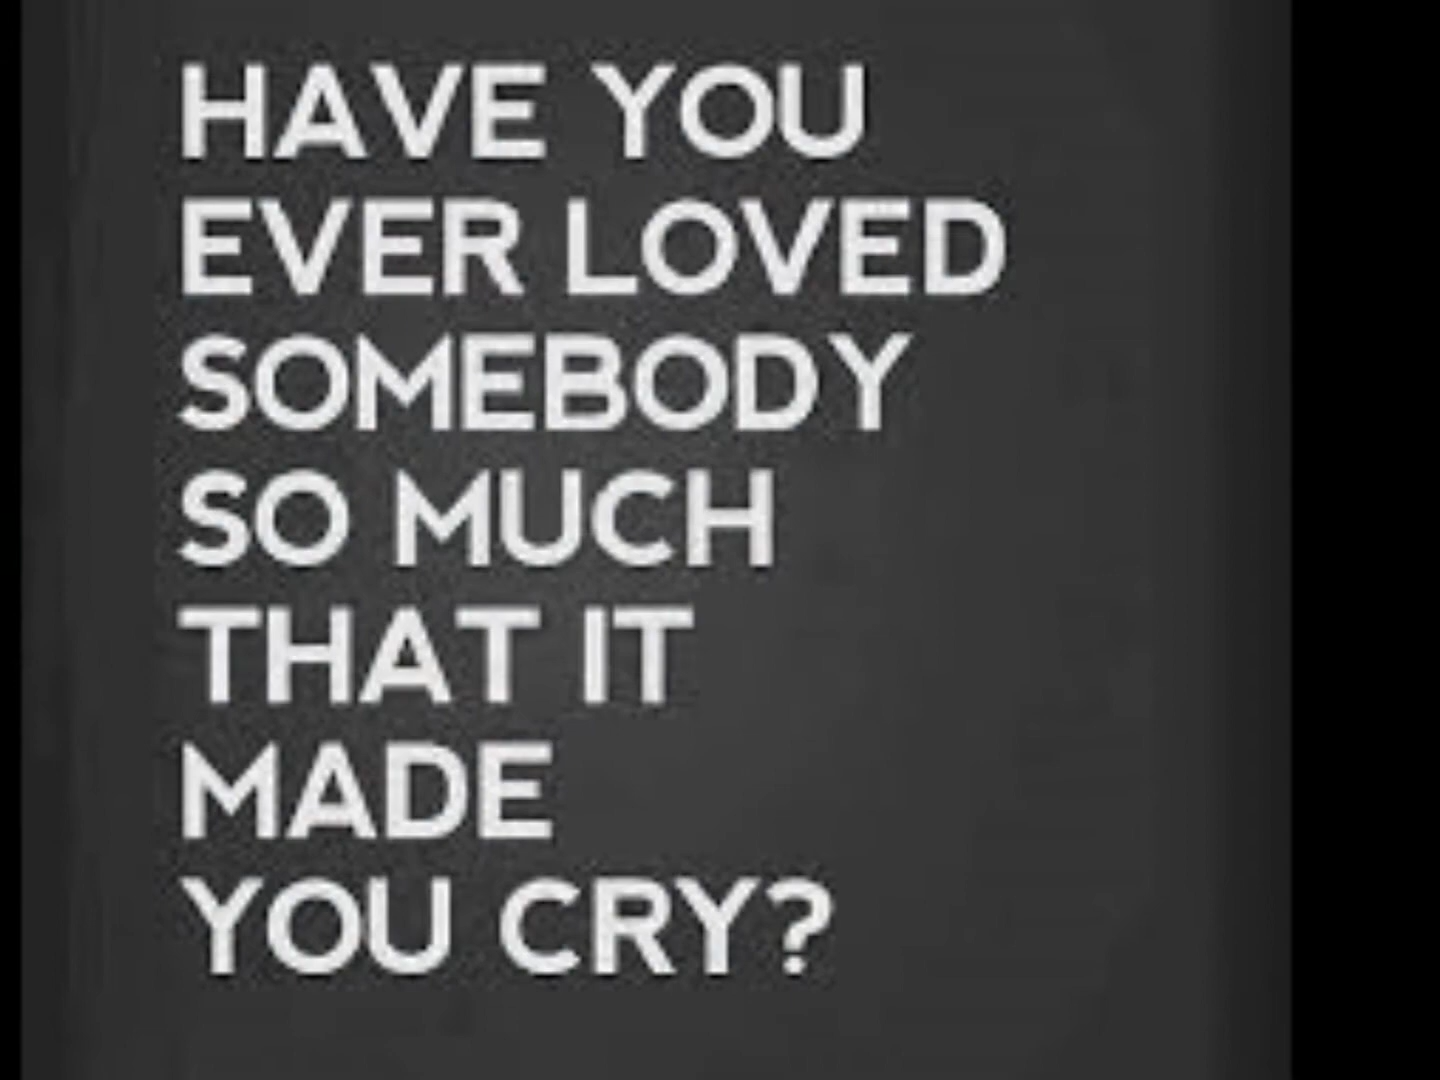 HAVE YOU
EVER LOVED
SOMEBODY
SO MUCH
THAT IT
MADE
YOU CRY?